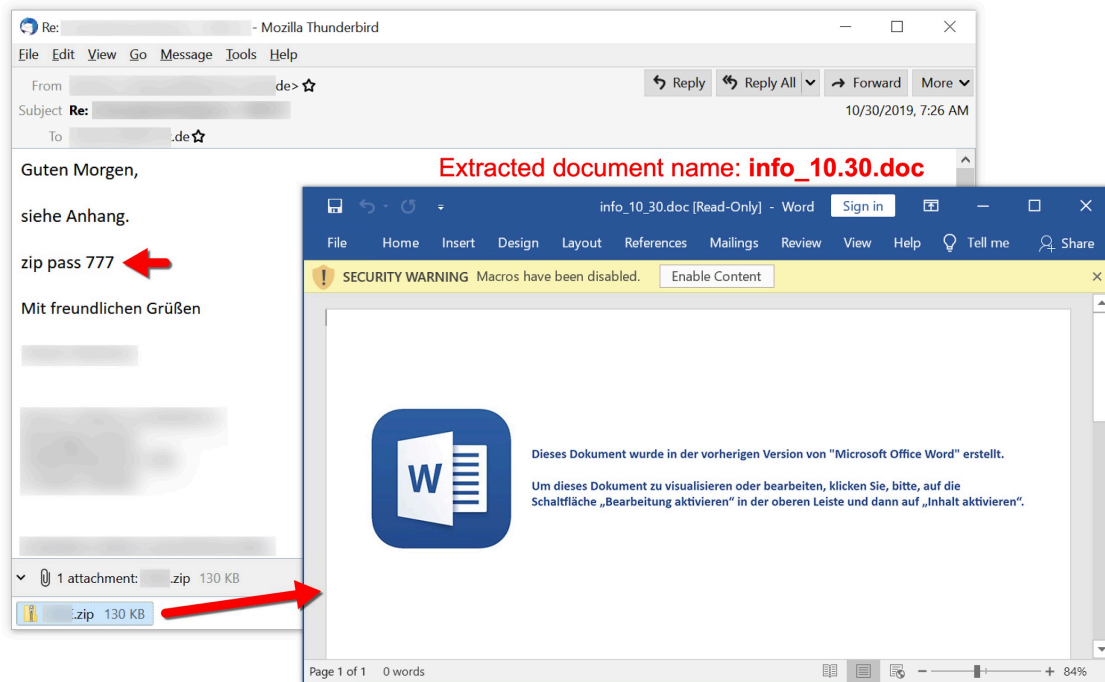 Re: - Mozilla Thunderbird
File Edit View Go Message Tools Help
From de>
Reply Reply All Forward More
Subject Re:
10/30/2019, 7:26 AM
To .de
Guten Morgen,
siehe Anhang.
zip pass 777
Mit freundlichen Grüßen
1 attachment: .zip 130 KB
.zip 130 KB
Extracted document name: info_10.30.doc
info_10_30.doc [Read-Only] - Word Sign in
File Home Insert Design Layout References Mailings Review View Help Tell me Share
SECURITY WARNING Macros have been disabled. Enable Content
W
Dieses Dokument wurde in der vorherigen Version von "Microsoft Office Word" erstellt.
Um dieses Dokument zu visualisieren oder bearbeiten, klicken Sie, bitte, auf die
Schaltfläche „Bearbeitung aktivieren“ in der oberen Leiste und dann auf „Inhalt aktivieren“.
Page 1 of 1 0 words
84%